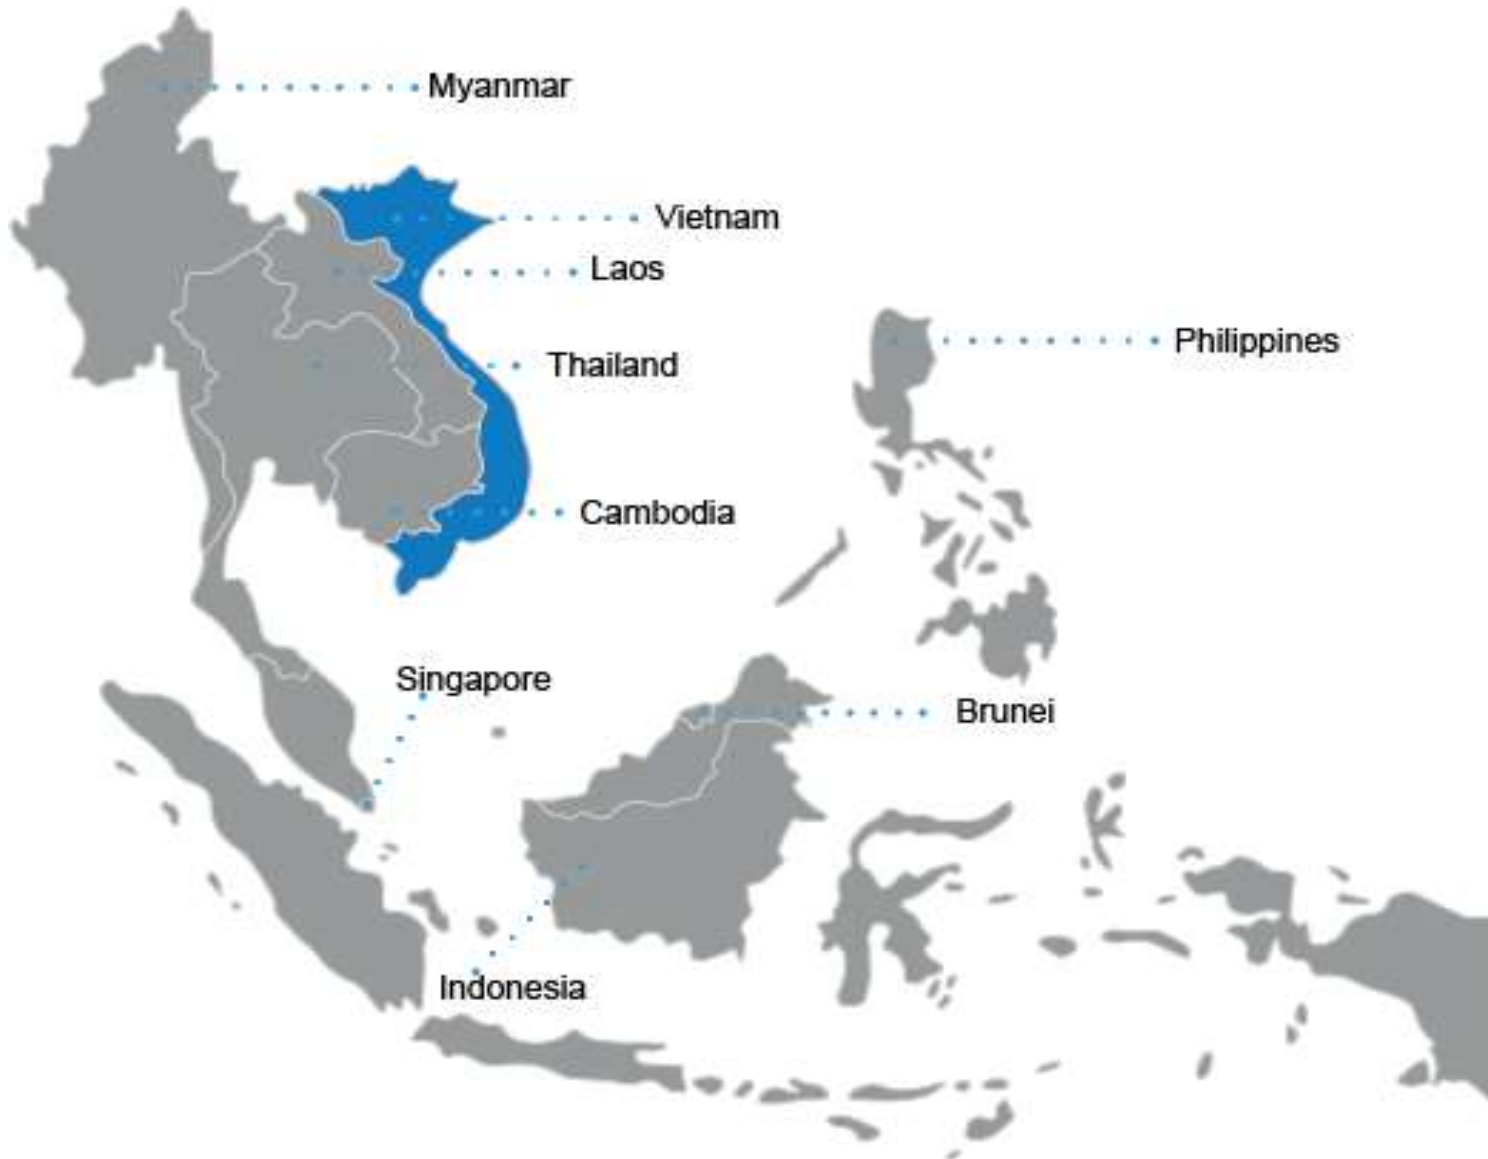 Myanmar
Vietnam
Laos
Philippines
Thailand
Cambodia
Singapore
Brunei
Indonesia